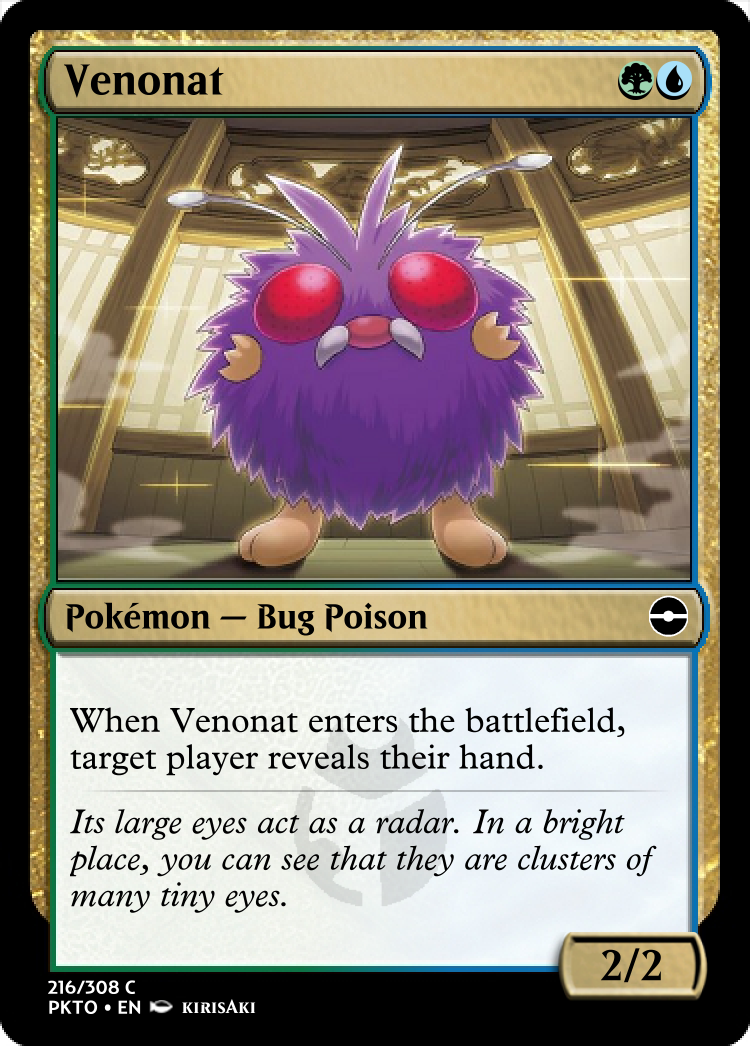 Venonat
Pokémon — Bug Poison
When Venonat enters the battlefield,
target player reveals their hand.
Its large eyes act as a radar. In a bright
place, you can see that they are clusters of
many tiny eyes.
2/2
216/308 C
PKTO • EN KIRISAKI